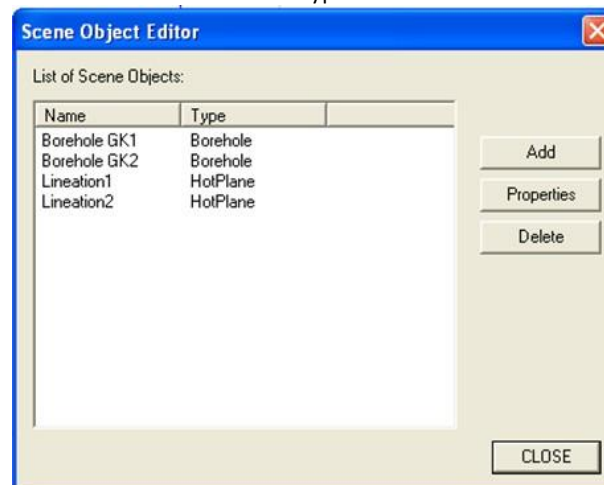 Scene Object Editor
List of Scene Objects:
Name Type
Borehole GK1 Borehole
Borehole GK2 Borehole
Lineation1 HotPlane
Lineation2 HotPlane
Add
Properties
Delete
CLOSE